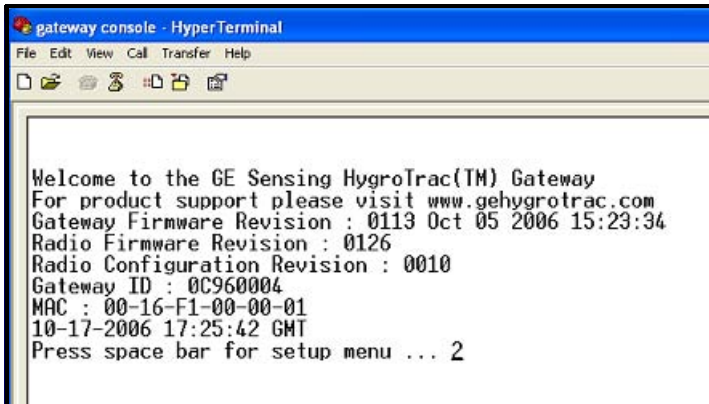 gateway console - HyperTerminal
File Edit View Call Transfer Help
Welcome to the GE Sensing HygroTrac(TM) Gateway
For product support please visit www.gehygrotrac.com
Gateway Firmware Revision : 0113 Oct 05 2006 15:23:34
Radio Firmware Revision : 0126
Radio Configuration Revision : 0010
Gateway ID : 0C960004
MAC : 00-16-F1-00-00-01
10-17-2006 17:25:42 GMT
Press space bar for setup menu ... 2